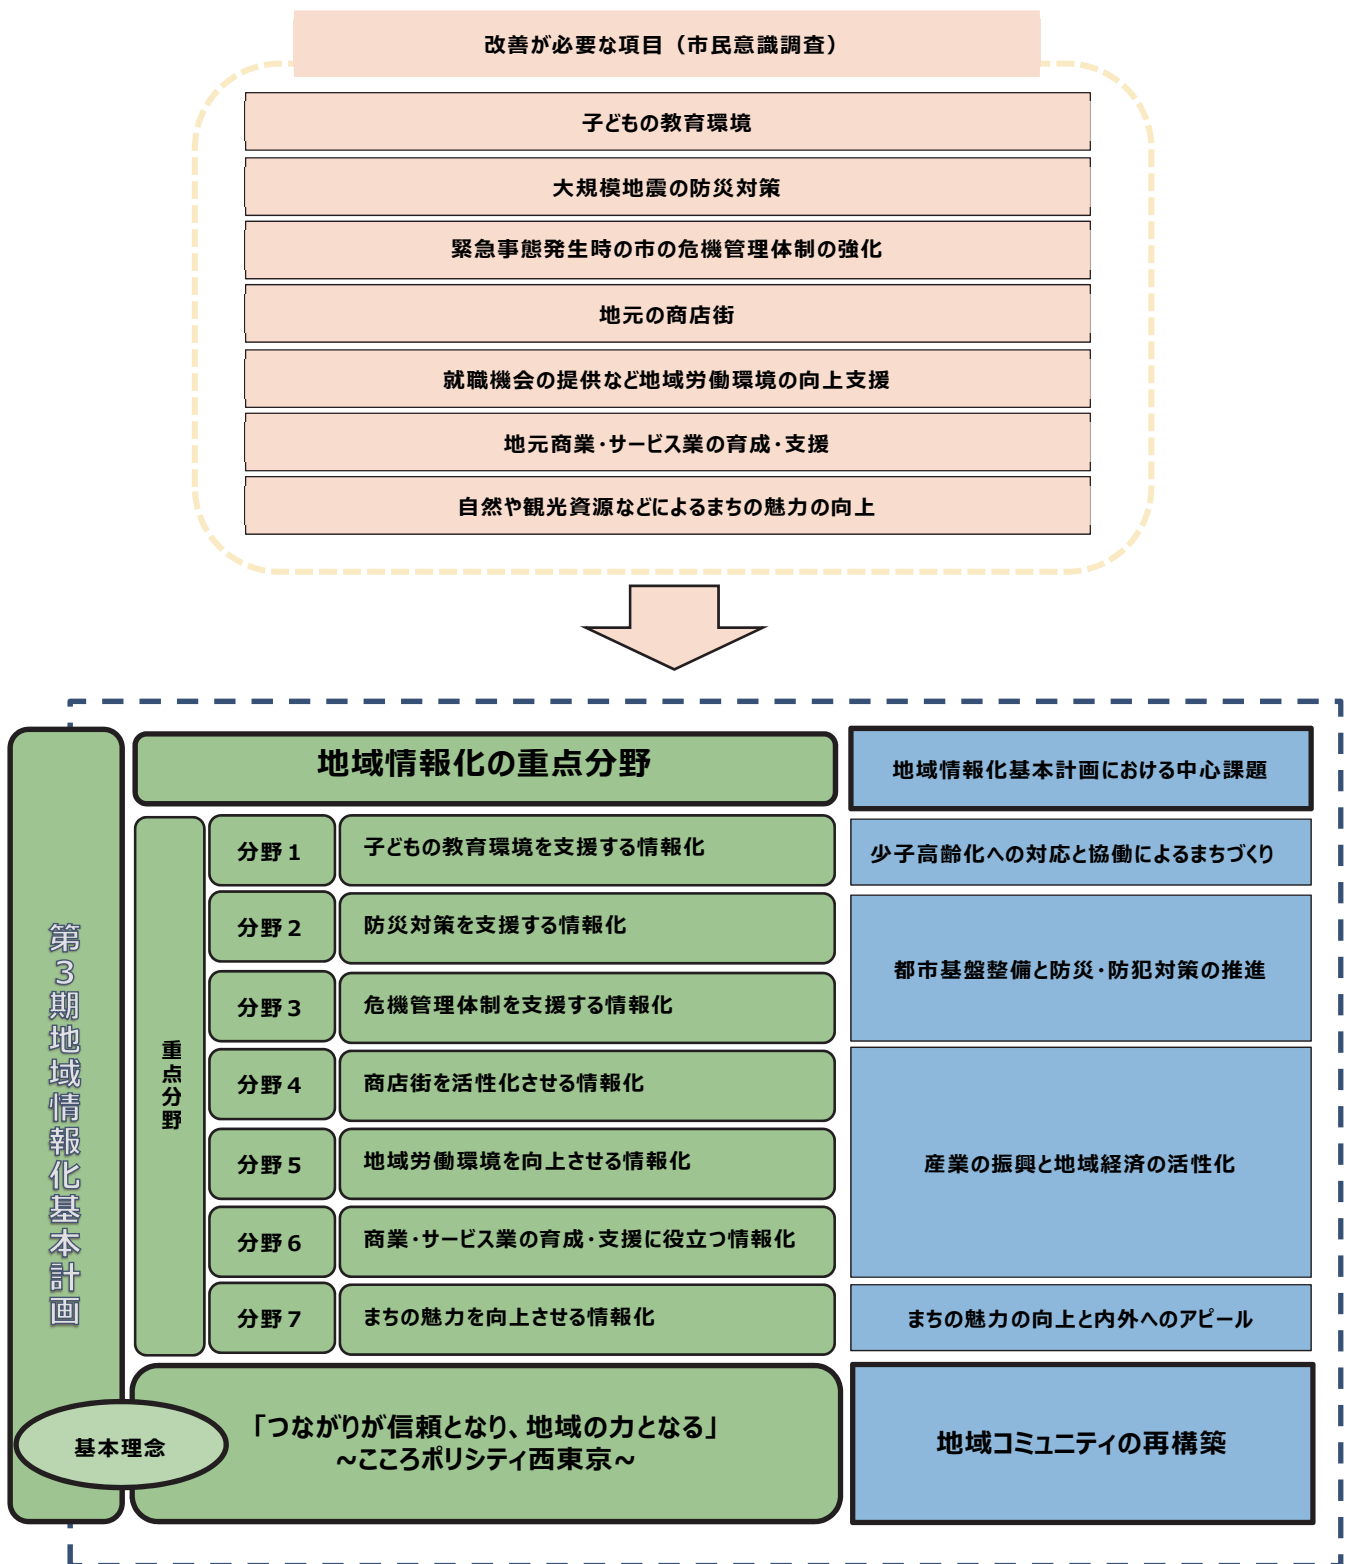 改善が必要な項目（市民意識調査）
子どもの教育環境
大規模地震の防災対策
緊急事態発生時の市の危機管理体制の強化
地元の商店街
就職機会の提供など地域労働環境の向上支援
地元商業・サービス業の育成・支援
自然や観光資源などによるまちの魅力の向上
第３期地域情報化基本計画
地域情報化の重点分野
地域情報化基本計画における中心課題
重点分野
分野１
子どもの教育環境を支援する情報化
少子高齢化への対応と協働によるまちづくり
分野２
防災対策を支援する情報化
都市基盤整備と防災・防犯対策の推進
分野３
危機管理体制を支援する情報化
分野４
商店街を活性化させる情報化
産業の振興と地域経済の活性化
分野５
地域労働環境を向上させる情報化
分野６
商業・サービス業の育成・支援に役立つ情報化
分野７
まちの魅力を向上させる情報化
まちの魅力の向上と内外へのアピール
基本理念
「つながりが信頼となり、地域の力となる」
～こころポリシティ西東京～
地域コミュニティの再構築